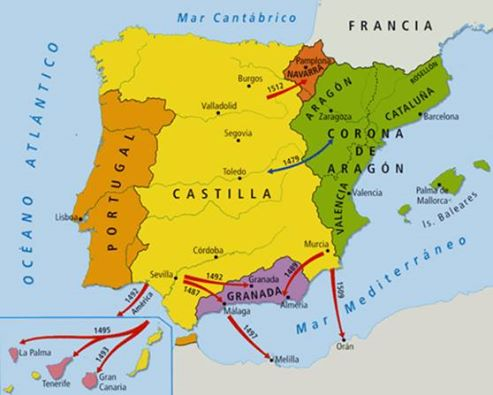 Mar Cantábrico
FRANCIA
OCÉANO ATLÁNTICO
Pamplona
NAVARRA
Burgos
1512
ROSELLÓN
ARAGÓN
CATALUÑA
Valladolid
Zaragoza
Barcelona
Segovia
CORONA
DE
ARAGÓN
1479
Toledo
PORTUGAL
CASTILLA
VALENCIA
Valencia
Palma de
Mallorca
Is. Baleares
Lisboa
Córdoba
Murcia
Sevilla
1492
1487
Granada
GRANADA
1489
Málaga
Almería
1492
América
1497
1509
Mar Mediterráneo
Melilla
Orán
1495
1493
La Palma
Tenerife
Gran
Canaria